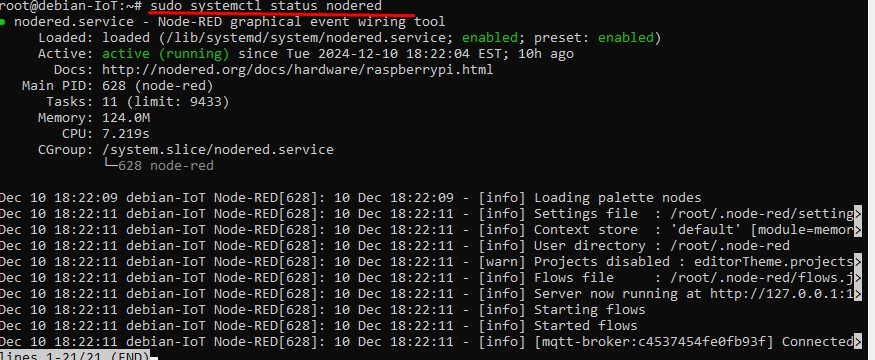 root@debian-IoT:~# sudo systemctl status nodered
● nodered.service - Node-RED graphical event wiring tool
Loaded: loaded (/lib/systemd/system/nodered.service; enabled; preset: enabled)
Active: active (running) since Tue 2024-12-10 18:22:04 EST; 10h ago
Docs: http://nodered.org/docs/hardware/raspberrypi.html
Main PID: 628 (node-red)
Tasks: 11 (limit: 9433)
Memory: 124.0M
CPU: 7.219s
CGroup: /system.slice/nodered.service
└─628 node-red
Dec 10 18:22:09 debian-IoT Node-RED[628]: 10 Dec 18:22:09 - [info] Loading palette nodes
Dec 10 18:22:11 debian-IoT Node-RED[628]: 10 Dec 18:22:11 - [info] Settings file  : /root/.node-red/setting>
Dec 10 18:22:11 debian-IoT Node-RED[628]: 10 Dec 18:22:11 - [info] Context store  : 'default' [module=memor>
Dec 10 18:22:11 debian-IoT Node-RED[628]: 10 Dec 18:22:11 - [info] User directory : /root/.node-red
Dec 10 18:22:11 debian-IoT Node-RED[628]: 10 Dec 18:22:11 - [warn] Projects disabled : editorTheme.projects>
Dec 10 18:22:11 debian-IoT Node-RED[628]: 10 Dec 18:22:11 - [info] Flows file     : /root/.node-red/flows.j>
Dec 10 18:22:11 debian-IoT Node-RED[628]: 10 Dec 18:22:11 - [info] Server now running at http://127.0.0.1:1>
Dec 10 18:22:11 debian-IoT Node-RED[628]: 10 Dec 18:22:11 - [info] Starting flows
Dec 10 18:22:11 debian-IoT Node-RED[628]: 10 Dec 18:22:11 - [info] Started flows
Dec 10 18:22:11 debian-IoT Node-RED[628]: 10 Dec 18:22:11 - [info] [mqtt-broker:c4537454fe0fb93f] Connected>
lines 1-21/21 (END)